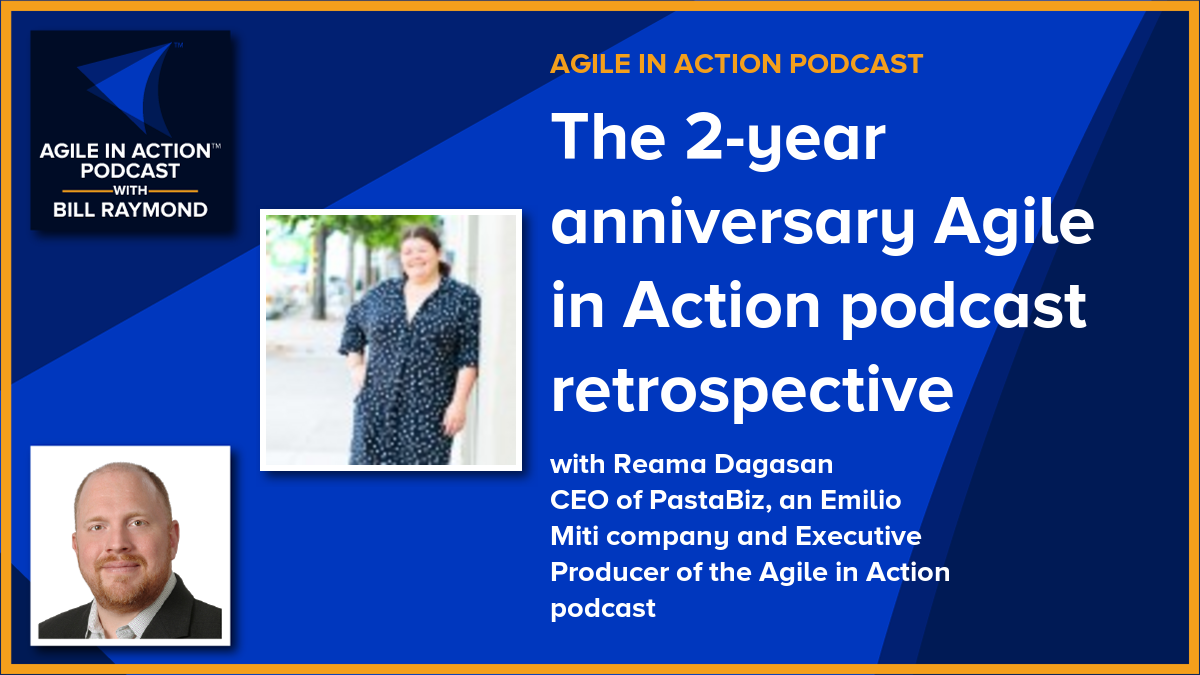 AGILE IN ACTION™
PODCAST
WITH
BILL RAYMOND
AGILE IN ACTION PODCAST
The 2-year
anniversary Agile
in Action podcast
retrospective
with Reama Dagasan
CEO of PastaBiz, an Emilio
Miti company and Executive
Producer of the Agile in Action
podcast